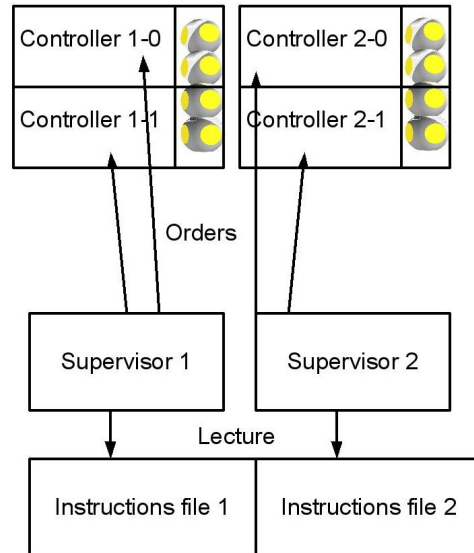 Controller 1-0
Controller 2-0
Controller 1-1
Controller 2-1
Orders
Supervisor 1
Supervisor 2
Lecture
Instructions file 1
Instructions file 2